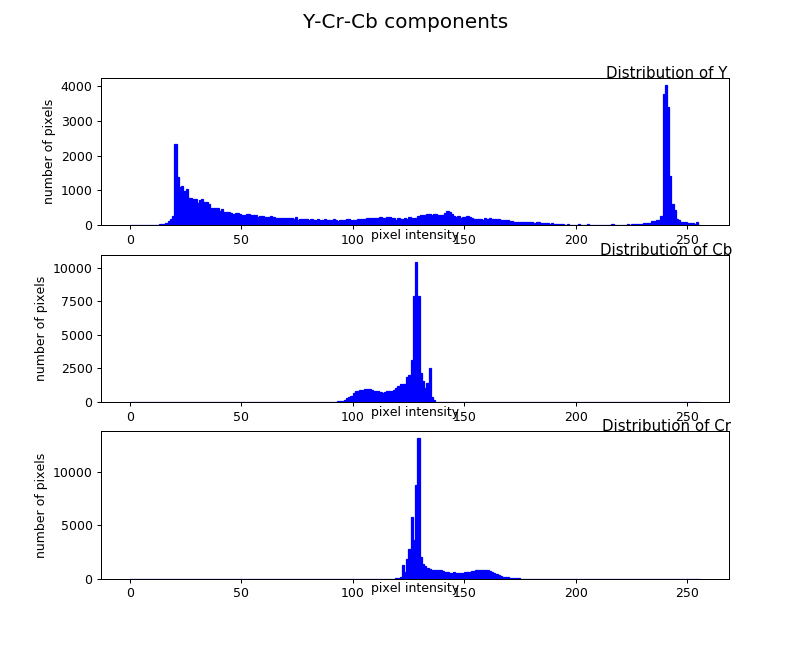 Y-Cr-Cb components
Distribution of Y
number of pixels
4000
3000
2000
1000
0
0 50 100 150 200 250
pixel intensity
Distribution of Cb
number of pixels
10000
7500
5000
2500
0
0 50 100 150 200 250
pixel intensity
Distribution of Cr
number of pixels
10000
5000
0
0 50 100 150 200 250
pixel intensity